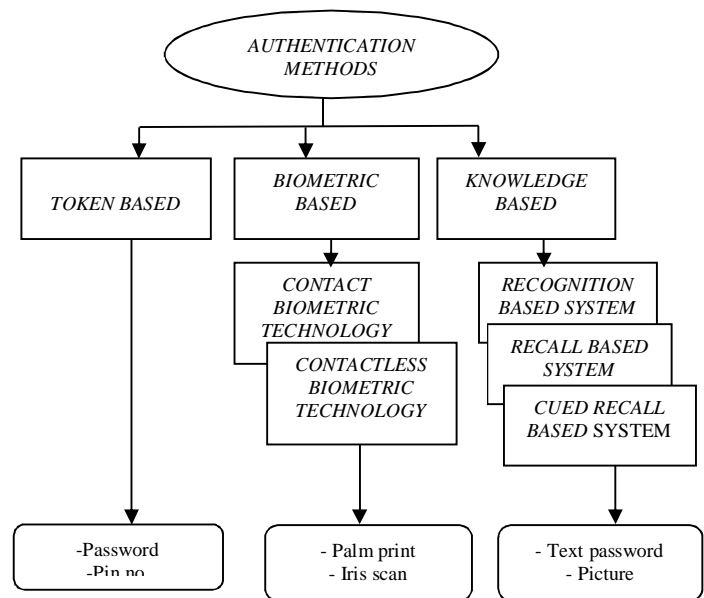 AUTHENTICATION
METHODS
TOKEN BASED
BIOMETRIC
BASED
KNOWLEDGE
BASED
CONTACT
BIOMETRIC
TECHNOLOGY
CONTACTLESS
BIOMETRIC
TECHNOLOGY
RECOGNITION
BASED SYSTEM
RECALL BASED
SYSTEM
CUED RECALL
BASED SYSTEM
-Password
-Pin no
- Palm print
- Iris scan
- Text password
- Picture